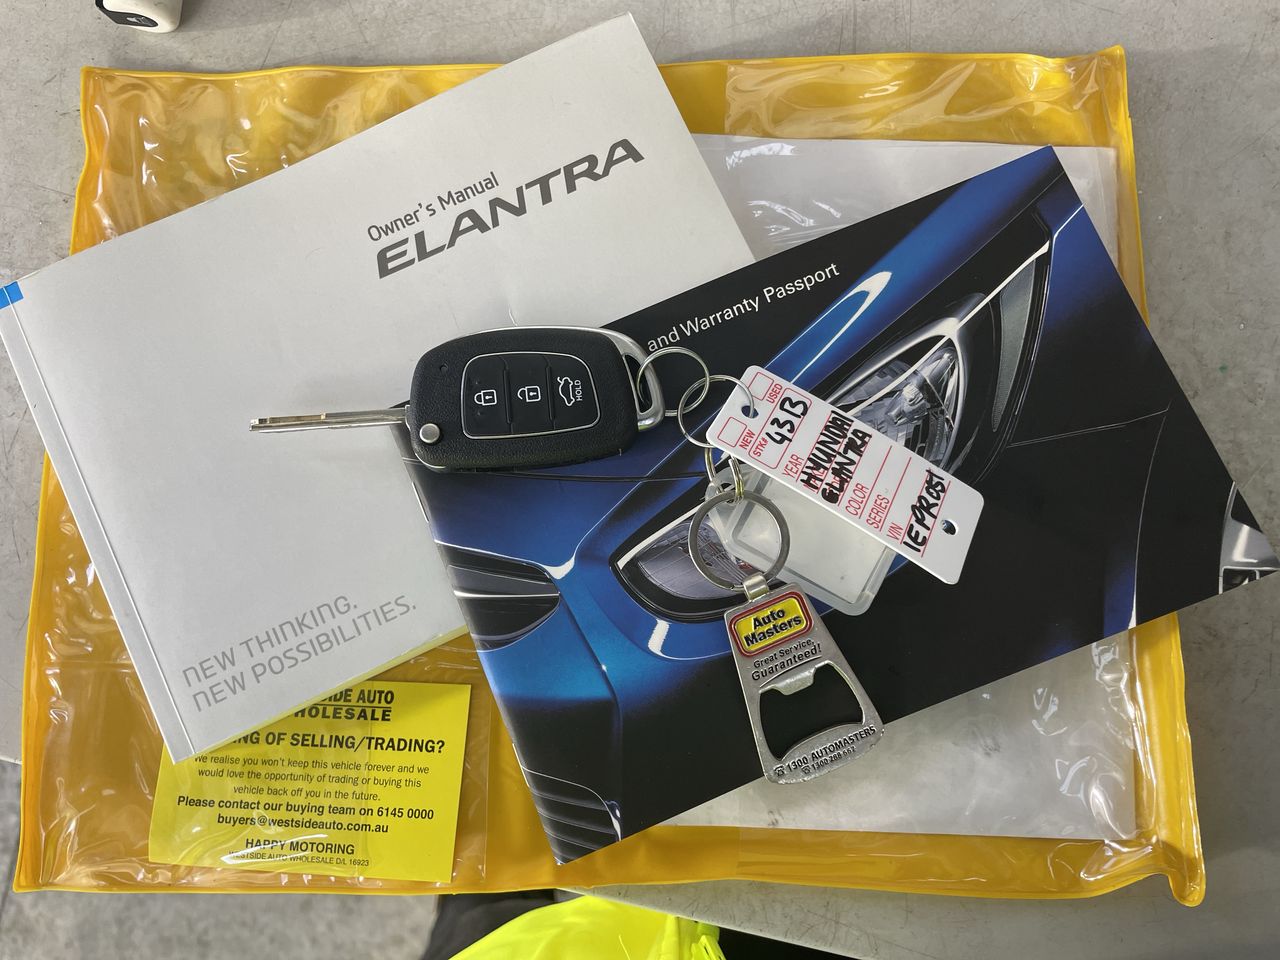 Owner's Manual
ELANTRA
NEW THINKING.
NEW POSSIBILITIES.
and Warranty Passport
HOLD
NEW
USED
STK# 4313
YEAR
HYUNDAI
ELANTRA
COLOR
SERIES
VIN 1EPR051
Auto
Masters
Great Service,
Guaranteed!
1300 AUTOMASTERS
SIDE AUTO
HOLESALE
NG OF SELLING/TRADING?
We realise you won't keep this vehicle forever and we
would love the opportunity of trading or buying this
vehicle back off you in the future.
Please contact our buying team on 6145 0000
buyers@westsideauto.com.au
HAPPY MOTORING
WESTSIDE AUTO WHOLESALE D/L 16923